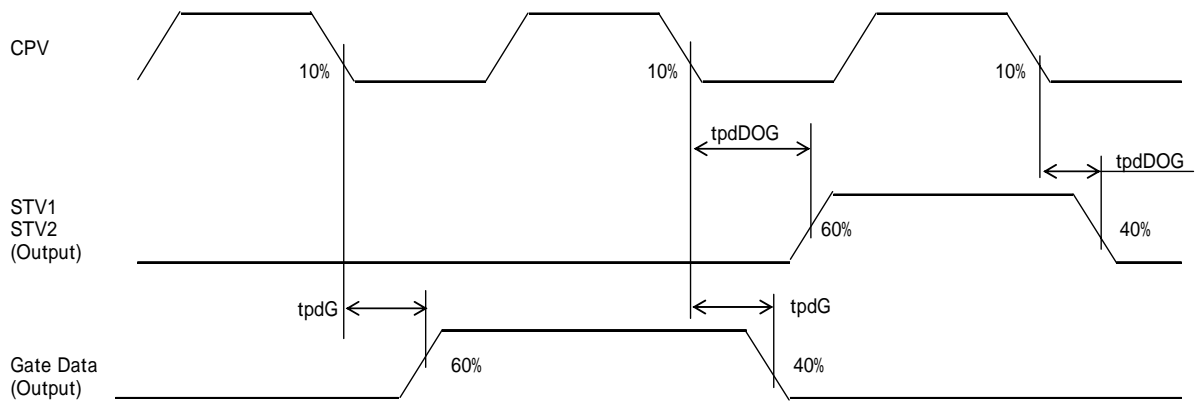 CPV
10%
10%
10%
tpdDOG
tpdDOG
STV1
STV2
(Output)
60%
40%
tpdG
tpdG
Gate Data
(Output)
60%
40%